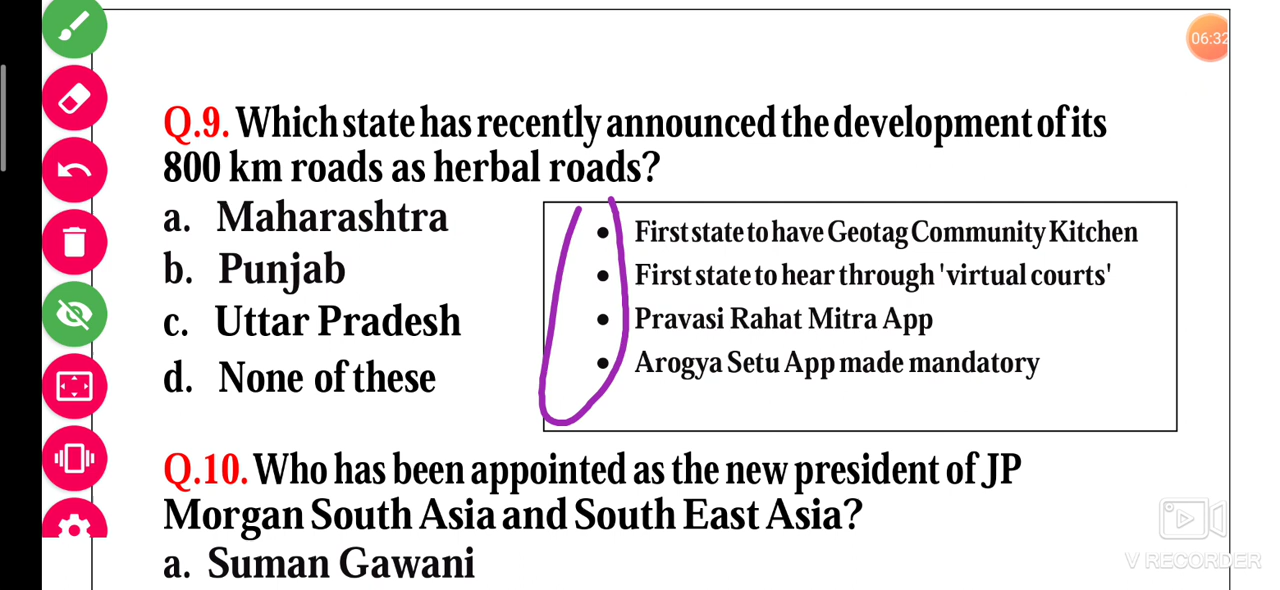 06:32
Q.9. Which state has recently announced the development of its
800 km roads as herbal roads?
a. Maharashtra
b. Punjab
c. Uttar Pradesh
d. None of these
• First state to have Geotag Community Kitchen
• First state to hear through 'virtual courts'
• Pravasi Rahat Mitra App
• Arogya Setu App made mandatory
Q.10. Who has been appointed as the new president of JP
Morgan South Asia and South East Asia?
a. Suman Gawani
V RECORDER